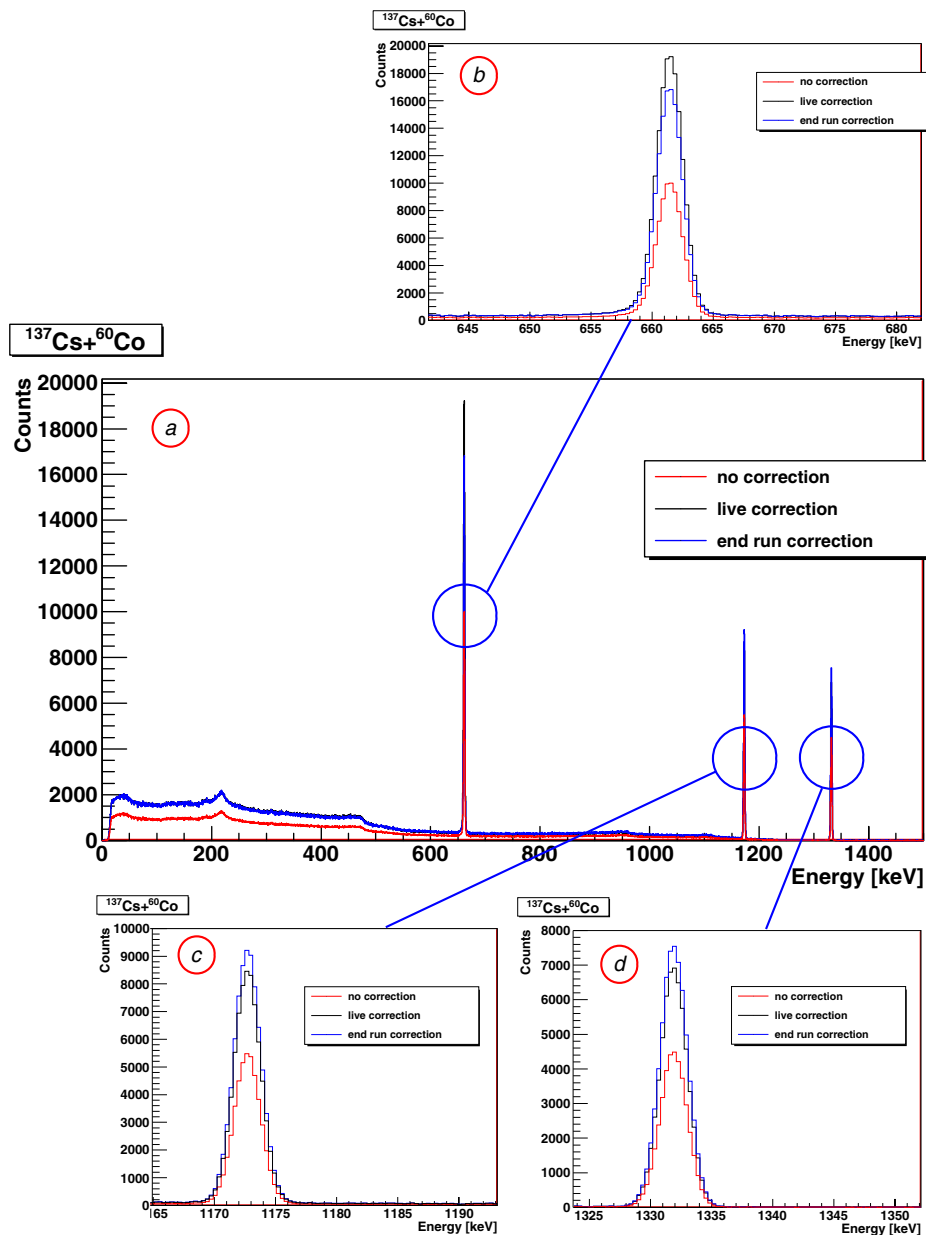 137Cs+60Co
Counts
20000
18000
16000
14000
12000
10000
8000
6000
4000
2000
0
b
no correction
live correction
end run correction
645 650 655 660 665 670 675 680
Energy [keV]
137Cs+60Co
Counts
20000
18000
16000
14000
12000
10000
8000
6000
4000
2000
0
a
no correction
live correction
end run correction
0 200 400 600 800 1000 1200 1400
Energy [keV]
137Cs+60Co
Counts
10000
9000
8000
7000
6000
5000
4000
3000
2000
1000
0
c
no correction
live correction
end run correction
165 1170 1175 1180 1185 1190
Energy [keV]
137Cs+60Co
Counts
8000
7000
6000
5000
4000
3000
2000
1000
0
d
no correction
live correction
end run correction
1325 1330 1335 1340 1345 1350
Energy [keV]